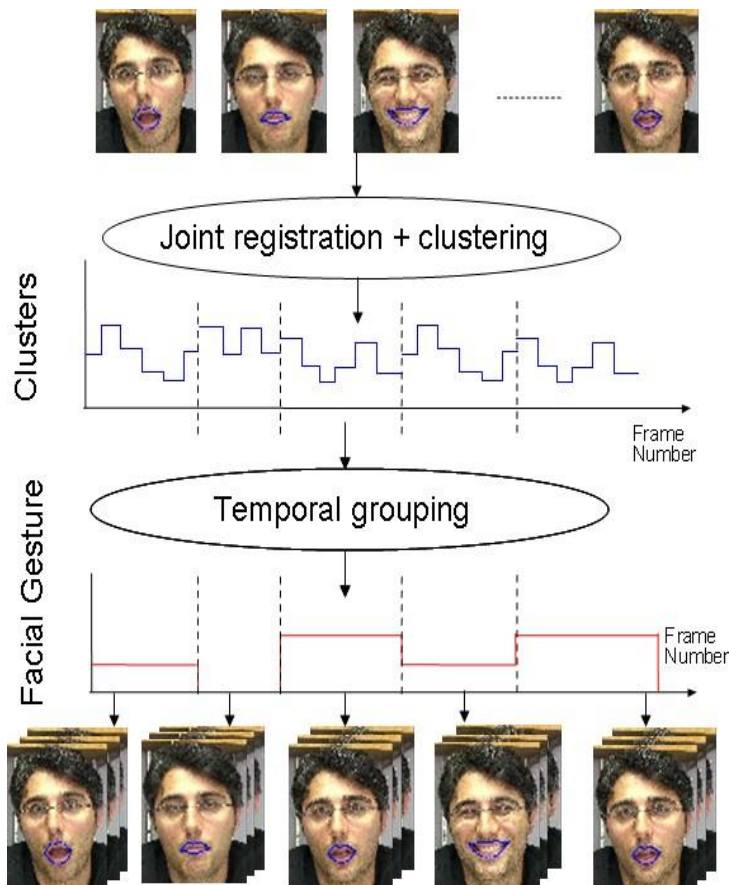 Joint registration + clustering
Clusters
Frame
Number
Temporal grouping
Facial Gesture
Frame
Number